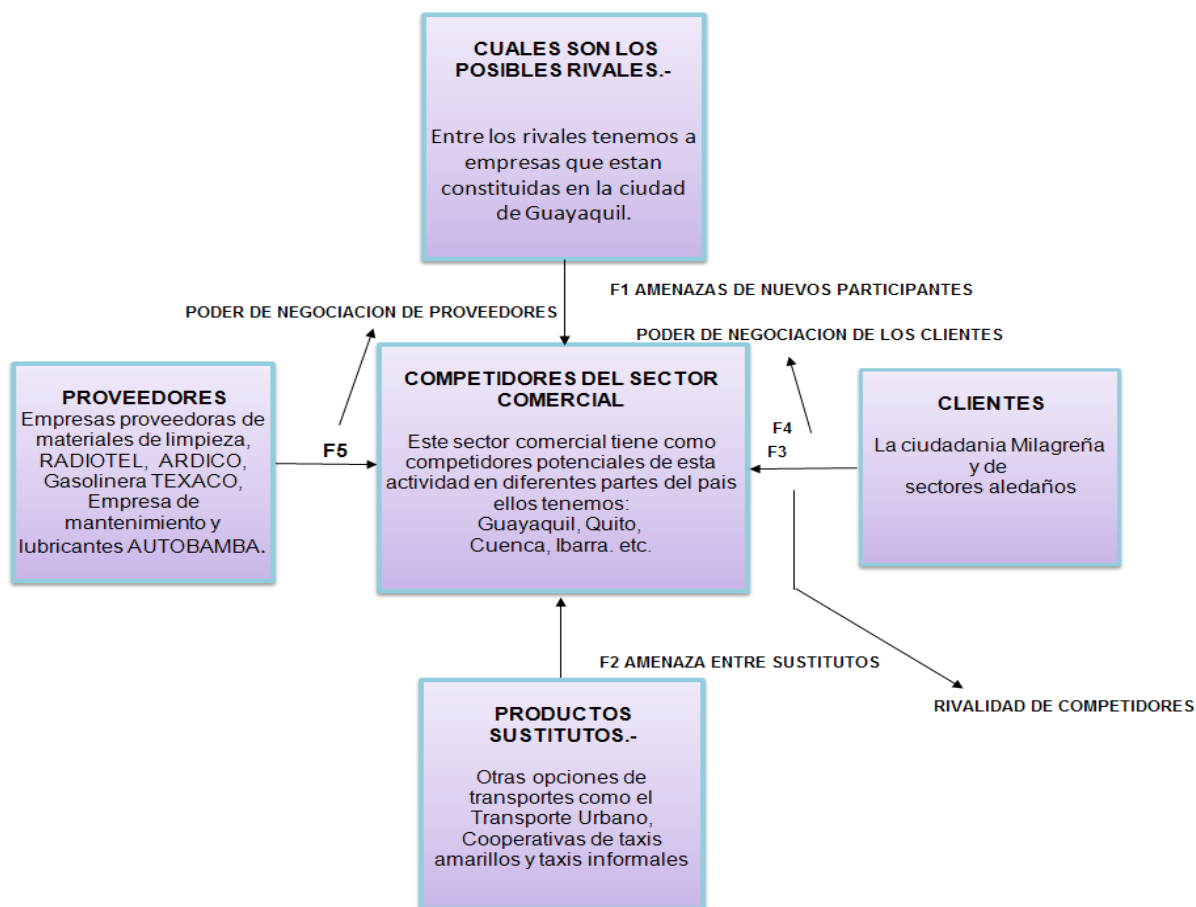 CUALES SON LOS
POSIBLES RIVALES.-
Entre los rivales tenemos a
empresas que estan
constituidas en la ciudad
de Guayaquil.
F1 AMENAZAS DE NUEVOS PARTICIPANTES
PODER DE NEGOCIACION DE PROVEEDORES
PODER DE NEGOCIACION DE LOS CLIENTES
PROVEEDORES
Empresas proveedoras de
materiales de limpieza,
RADIOTEL, ARDICO,
Gasolinera TEXACO,
Empresa de
mantenimiento y
lubricantes AUTOBAMBA.
F5
COMPETIDORES DEL SECTOR
COMERCIAL
Este sector comercial tiene como
competidores potenciales de esta
actividad en diferentes partes del pais
ellos tenemos:
Guayaquil, Quito,
Cuenca, Ibarra. etc.
F4
F3
CLIENTES
La ciudadania Milagreña
y de
sectores aledaños
F2 AMENAZA ENTRE SUSTITUTOS
RIVALIDAD DE COMPETIDORES
PRODUCTOS
SUSTITUTOS.-
Otras opciones de
transportes como el
Transporte Urbano,
Cooperativas de taxis
amarillos y taxis informales